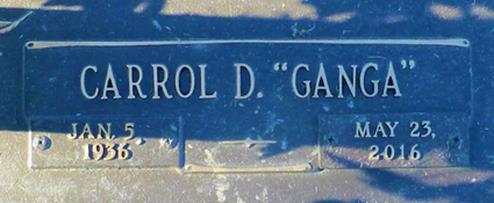 CARROL D. “GANGA”
JAN. 5, 1936
MAY 23, 2016